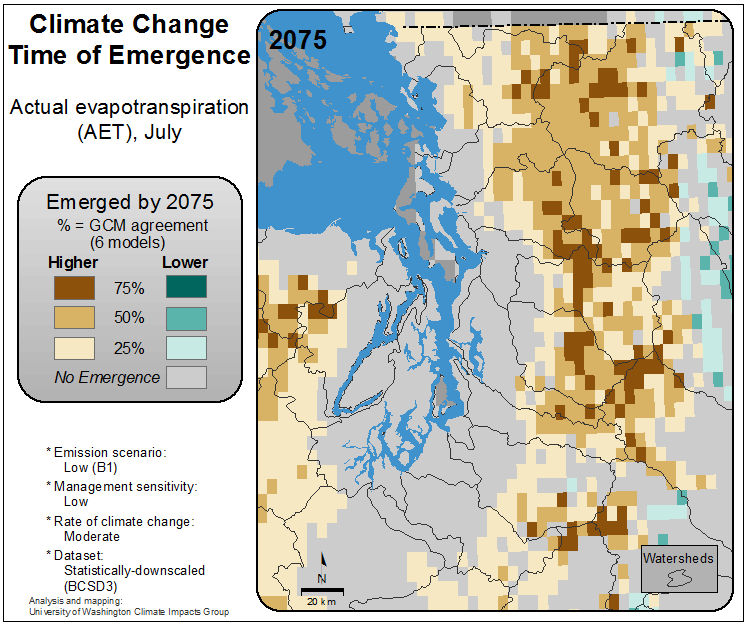 Climate Change
Time of Emergence
Actual evapotranspiration
(AET), July
Emerged by 2075
% = GCM agreement
(6 models)
Higher Lower
75%
50%
25%
No Emergence
* Emission scenario:
Low (B1)
* Management sensitivity:
Low
* Rate of climate change:
Moderate
* Dataset:
Statistically-downscaled
(BCSD3)
Analysis and mapping:
University of Washington Climate Impacts Group
2075
N
20 km
Watersheds